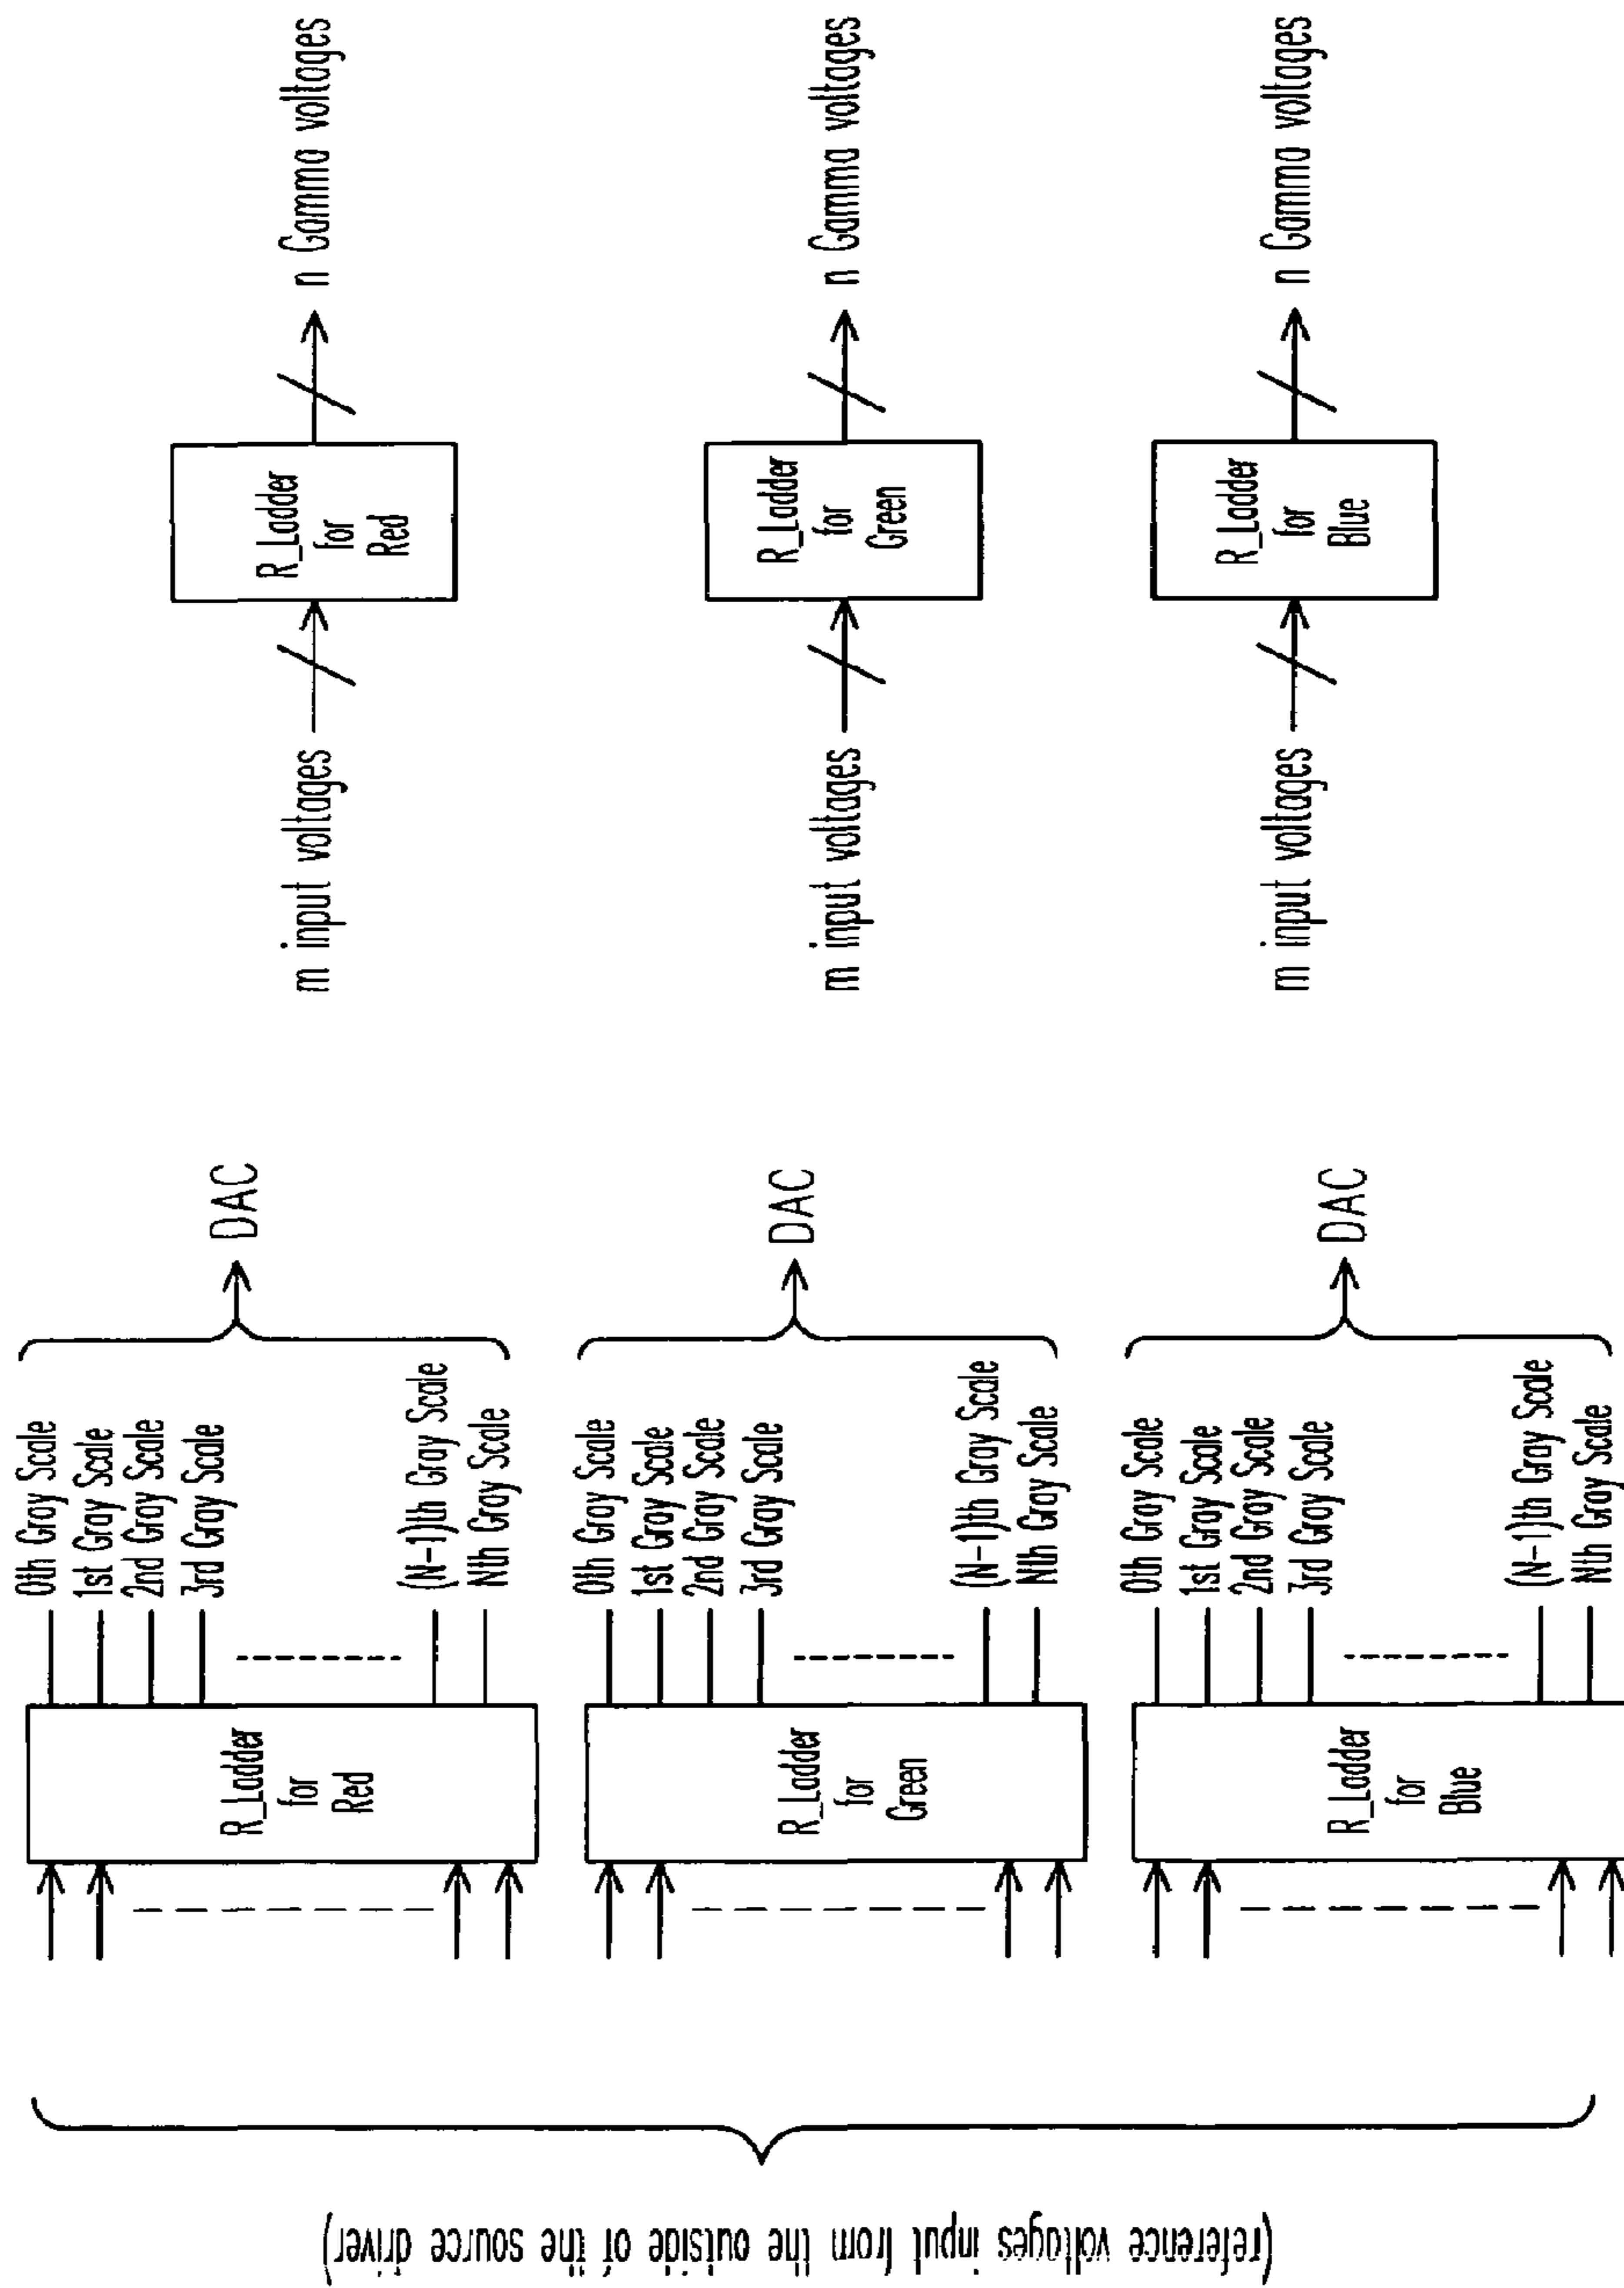 (reference voltages input from the outside of the source driver)
R_Ladder
for
Red
0th Gray Scale
1st Gray Scale
2nd Gray Scale
3rd Gray Scale
(N-1)th Gray Scale
Nth Gray Scale
DAC
R_Ladder
for
Green
0th Gray Scale
1st Gray Scale
2nd Gray Scale
3rd Gray Scale
(N-1)th Gray Scale
Nth Gray Scale
DAC
R_Ladder
for
Blue
0th Gray Scale
1st Gray Scale
2nd Gray Scale
3rd Gray Scale
(N-1)th Gray Scale
Nth Gray Scale
DAC
m input voltages
R_Ladder
for
Red
n Gamma voltages
m input voltages
R_Ladder
for
Green
n Gamma voltages
m input voltages
R_Ladder
for
Blue
n Gamma voltages